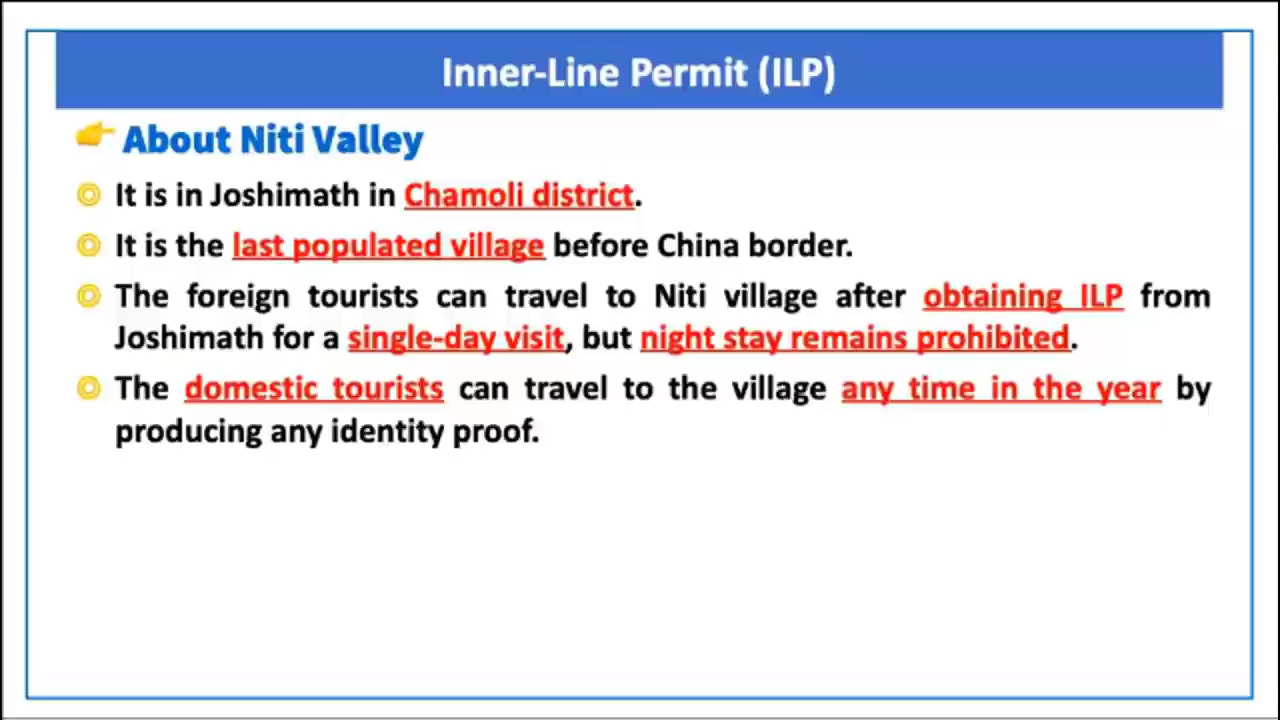 Inner-Line Permit (ILP)
About Niti Valley
It is in Joshimath in Chamoli district.
It is the last populated village before China border.
The foreign tourists can travel to Niti village after obtaining ILP from
Joshimath for a single-day visit, but night stay remains prohibited.
The domestic tourists can travel to the village any time in the year by
producing any identity proof.